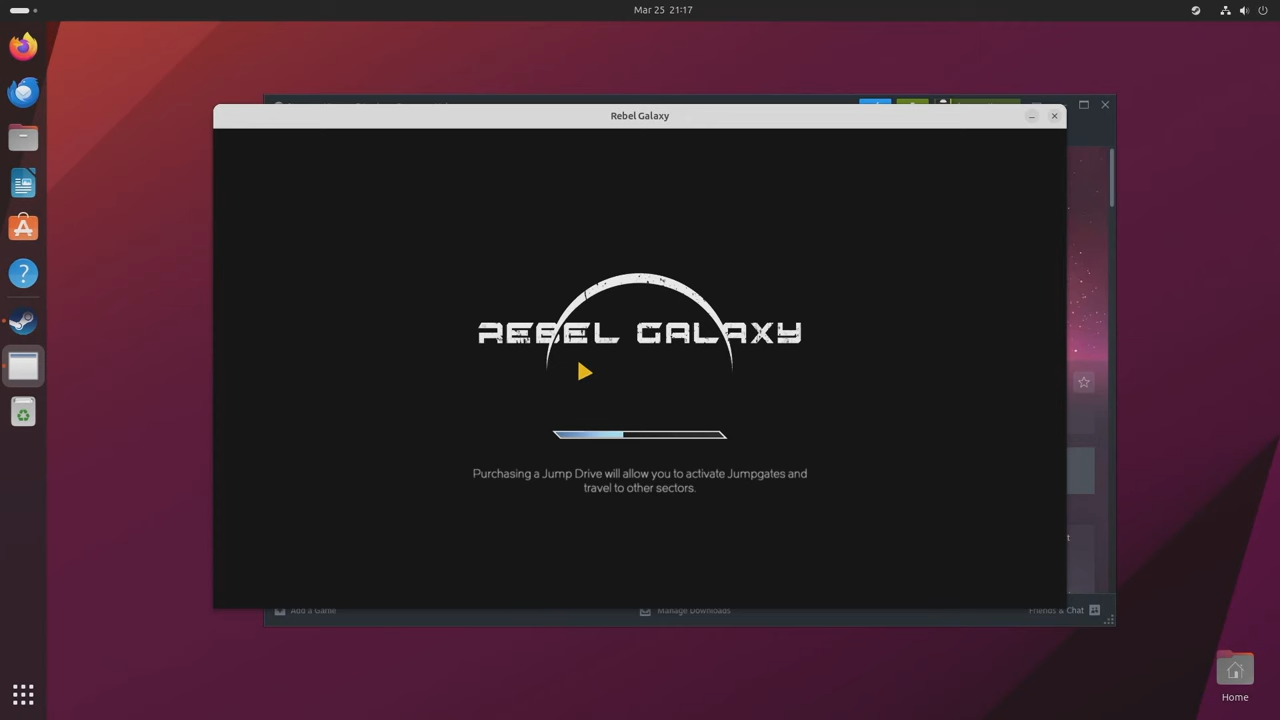 Mar 25 21:17
Rebel Galaxy
REBEL GALAXY
Purchasing a Jump Drive will allow you to activate Jumpgates and
travel to other sectors.
Add a Game
Manage Downloads
Friends & Chat
Home